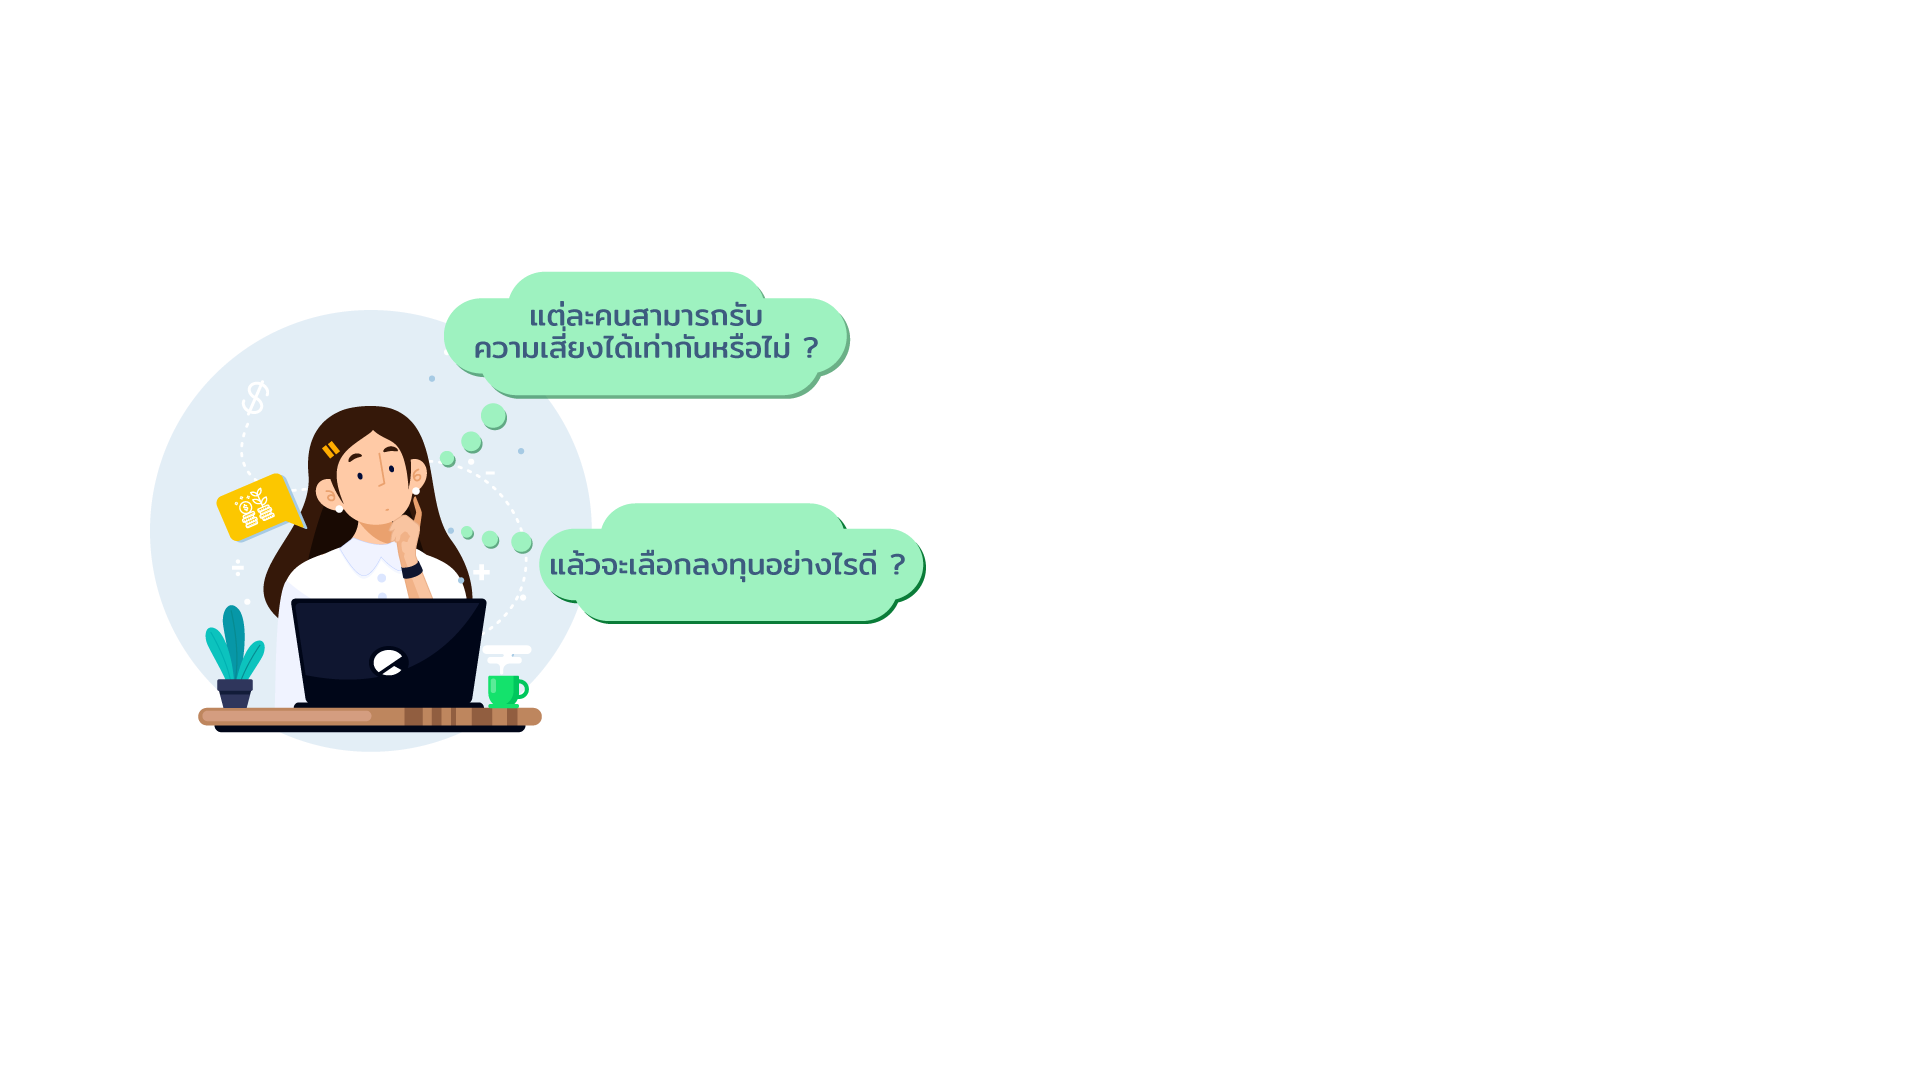 แต่ละคนสามารถรับ
ความเสี่ยงได้เท่ากันหรือไม่ ?
แล้วจะเลือกลงทุนอย่างไรดี ?